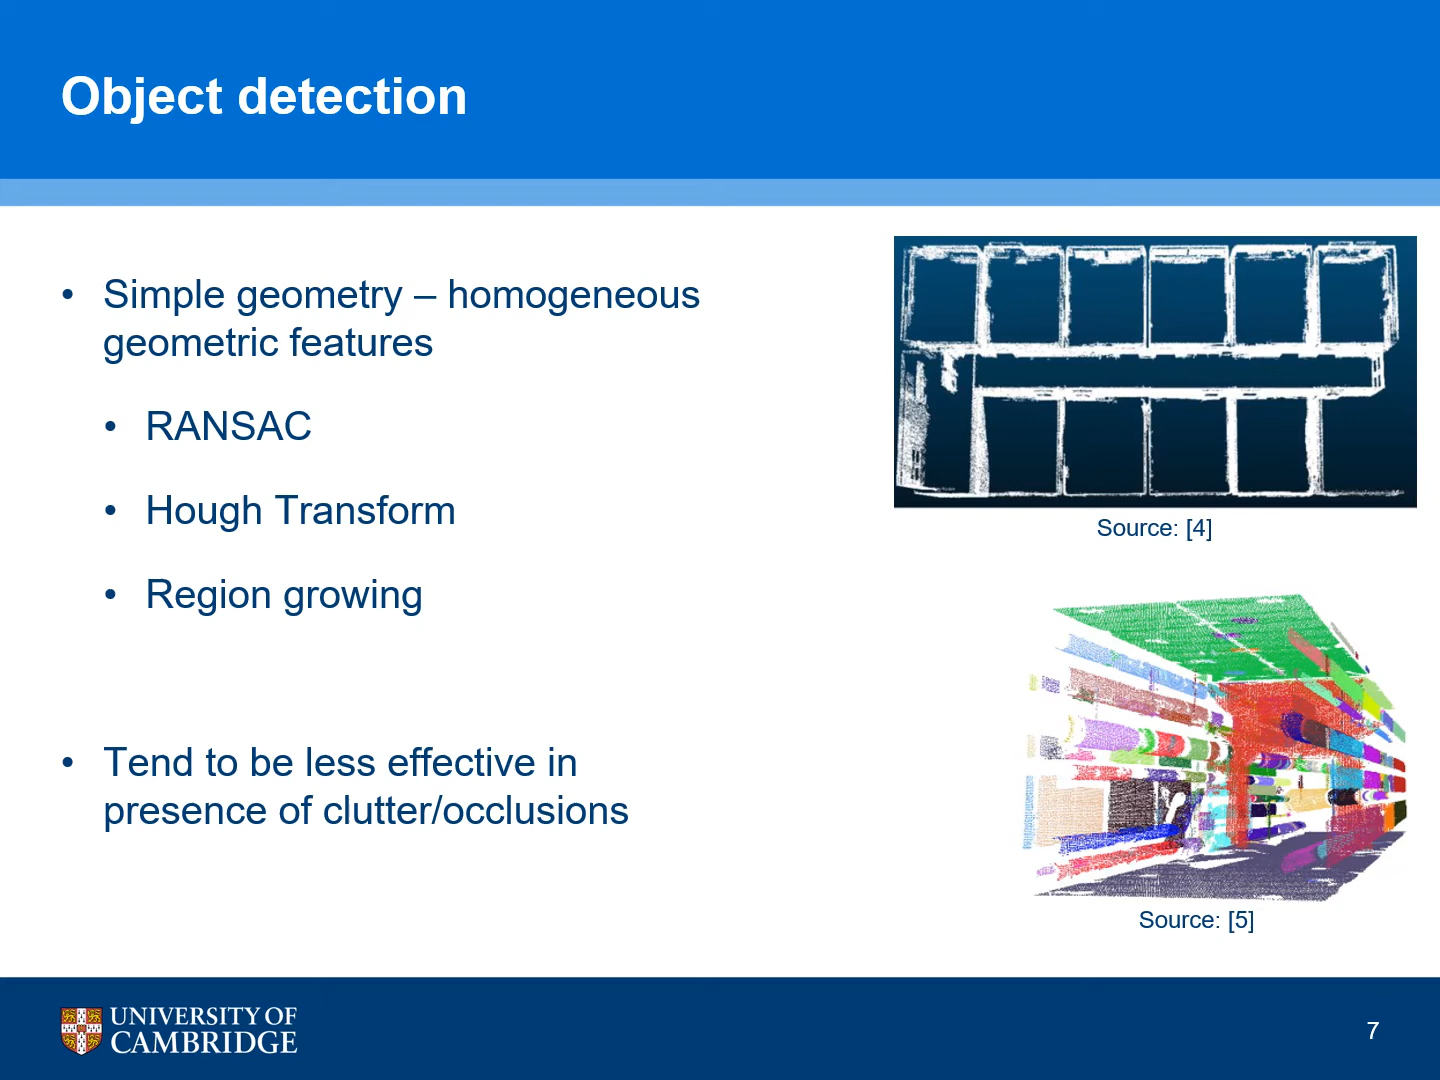 Object detection
• Simple geometry – homogeneous
geometric features
• RANSAC
• Hough Transform
• Region growing
• Tend to be less effective in
presence of clutter/occlusions
Source: [4]
Source: [5]
UNIVERSITY OF
CAMBRIDGE
7